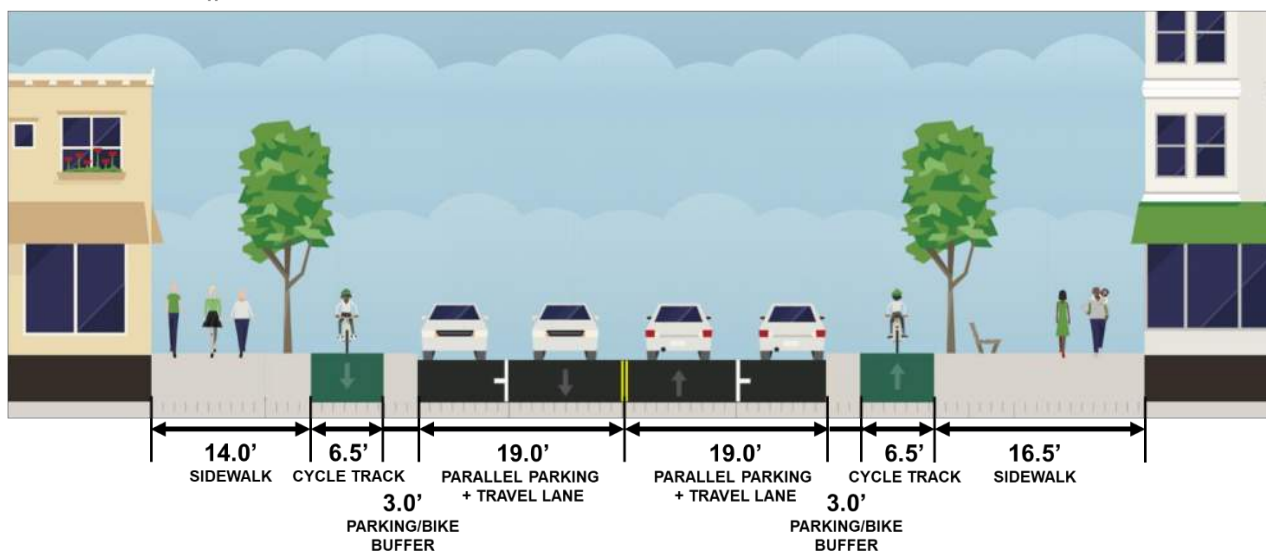 14.0’
SIDEWALK
6.5’
CYCLE TRACK
3.0’
PARKING/BIKE
BUFFER
19.0’
PARALLEL PARKING
+ TRAVEL LANE
19.0’
PARALLEL PARKING
+ TRAVEL LANE
3.0’
PARKING/BIKE
BUFFER
6.5’
CYCLE TRACK
16.5’
SIDEWALK